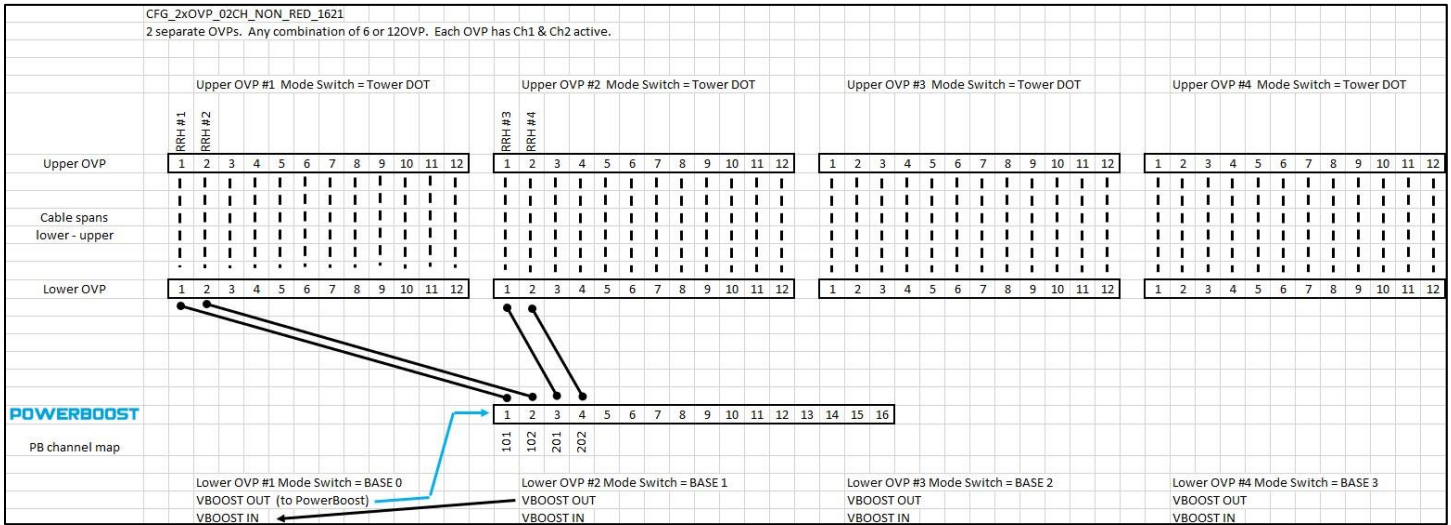 CFG_2xOVP_02CH_NON_RED_1621
2 separate OVPs.  Any combination of 6 or 12OVP.  Each OVP has Ch1 & Ch2 active.
Upper OVP #1  Mode Switch = Tower DOT Upper OVP #2  Mode Switch = Tower DOT Upper OVP #3  Mode Switch = Tower DOT Upper OVP #4  Mode Switch = Tower DOT
RRH #1 RRH #2 RRH #3 RRH #4
Upper OVP 1 2 3 4 5 6 7 8 9 10 11 12 1 2 3 4 5 6 7 8 9 10 11 12 1 2 3 4 5 6 7 8 9 10 11 12 1 2 3 4 5 6 7 8 9 10 11 12
Cable spans
lower - upper
Lower OVP 1 2 3 4 5 6 7 8 9 10 11 12 1 2 3 4 5 6 7 8 9 10 11 12 1 2 3 4 5 6 7 8 9 10 11 12 1 2 3 4 5 6 7 8 9 10 11 12
POWERBOOST 1 2 3 4 5 6 7 8 9 10 11 12 13 14 15 16
PB channel map 101 102 201 202
Lower OVP #1 Mode Switch = BASE 0 Lower OVP #2 Mode Switch = BASE 1 Lower OVP #3 Mode Switch = BASE 2 Lower OVP #4 Mode Switch = BASE 3
VBOOST OUT  (to PowerBoost) VBOOST OUT VBOOST OUT VBOOST OUT
VBOOST IN VBOOST IN VBOOST IN VBOOST IN